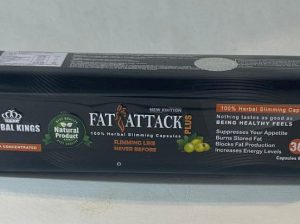 BAL KINGS
CONCENTRATED
Natural
Product
NEW EDITION
FAT ATTACK
PLUS
100% Herbal Slimming Capsules
SLIMMING LIKE
NEVER BEFORE
100% Herbal Slimming Cap
Nothing tastes as good as
BEING HEALTHY FEELS
Suppresses Your Appetite
Burns Stored Fat
Blocks Fat Production
Increases Energy Levels
Capsules